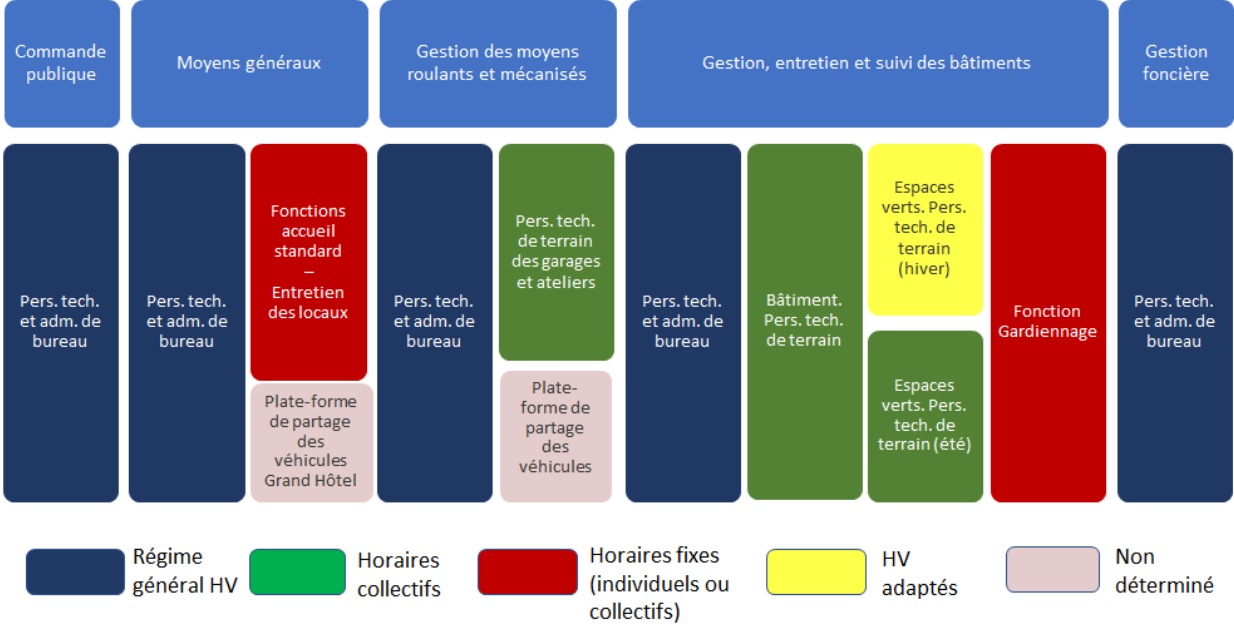 Commande
publique
Moyens généraux
Gestion des moyens
roulants et mécanisés
Gestion, entretien et suivi des bâtiments
Gestion
foncière
Pers. tech.
et adm. de
bureau
Pers. tech.
et adm. de
bureau
Fonctions
accueil
standard
–
Entretien
des locaux
Plate-forme
de partage
des
véhicules
Grand Hôtel
Pers. tech.
et adm. de
bureau
Pers. tech.
de terrain
des garages
et ateliers
Plate-
forme de
partage
des
véhicules
Pers. tech.
et adm. de
bureau
Bâtiment.
Pers. tech.
de terrain
Espaces
verts. Pers.
tech. de
terrain
(hiver)
Espaces
verts. Pers.
tech. de
terrain (été)
Fonction
Gardiennage
Pers. tech.
et adm. de
bureau
Régime
général HV
Horaires
collectifs
Horaires fixes
(individuels ou
collectifs)
HV
adaptés
Non
déterminé